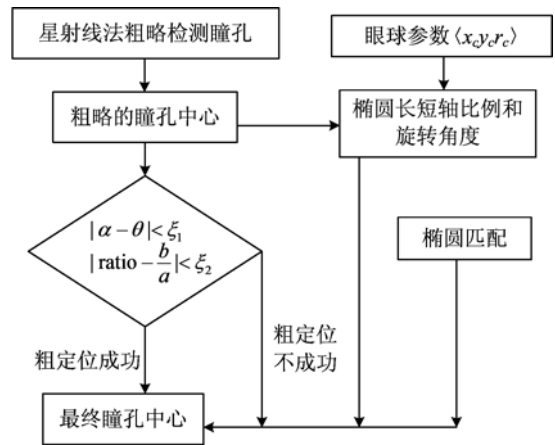 星射线法粗略检测瞳孔
眼球参数⟨x_c y_c r_c⟩
粗略的瞳孔中心
椭圆长短轴比例和
旋转角度
|α − θ| < ξ₁
|ratio − b/a| < ξ₂
椭圆匹配
粗定位成功
粗定位
不成功
最终瞳孔中心